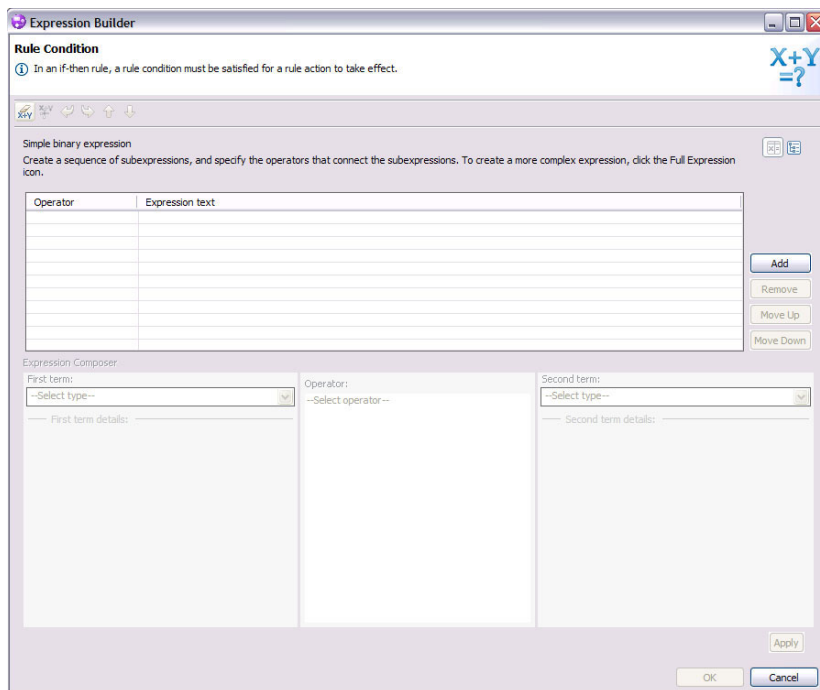 Expression Builder
Rule Condition
In an if-then rule, a rule condition must be satisfied for a rule action to take effect.
X+Y
=?
X+Y
X+Y
Simple binary expression
Create a sequence of subexpressions, and specify the operators that connect the subexpressions. To create a more complex expression, click the Full Expression
icon.
Operator
Expression text
Add
Remove
Move Up
Move Down
Expression Composer
First term:
--Select type--
First term details:
Operator:
--Select operator--
Second term:
--Select type--
Second term details:
Apply
OK
Cancel